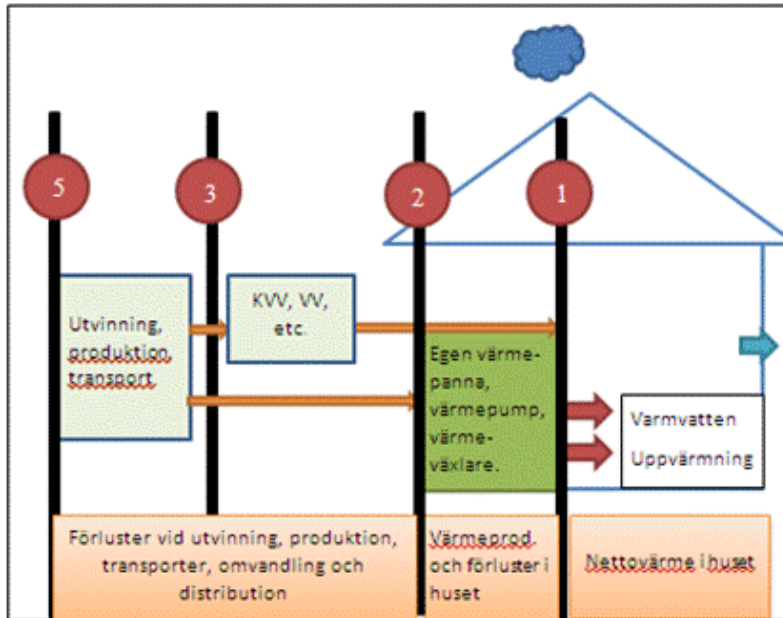 5
3
2
1
Utvinning,
produktion,
transport
KVV, VV,
etc.
Egen värme-
panna,
värmepump,
värme-
växlare.
Varmvatten
Uppvärmning
Förluster vid utvinning, produktion,
transporter, omvandling och
distribution
Värmeprod.
och förluster i
huset
Nettovärme i huset